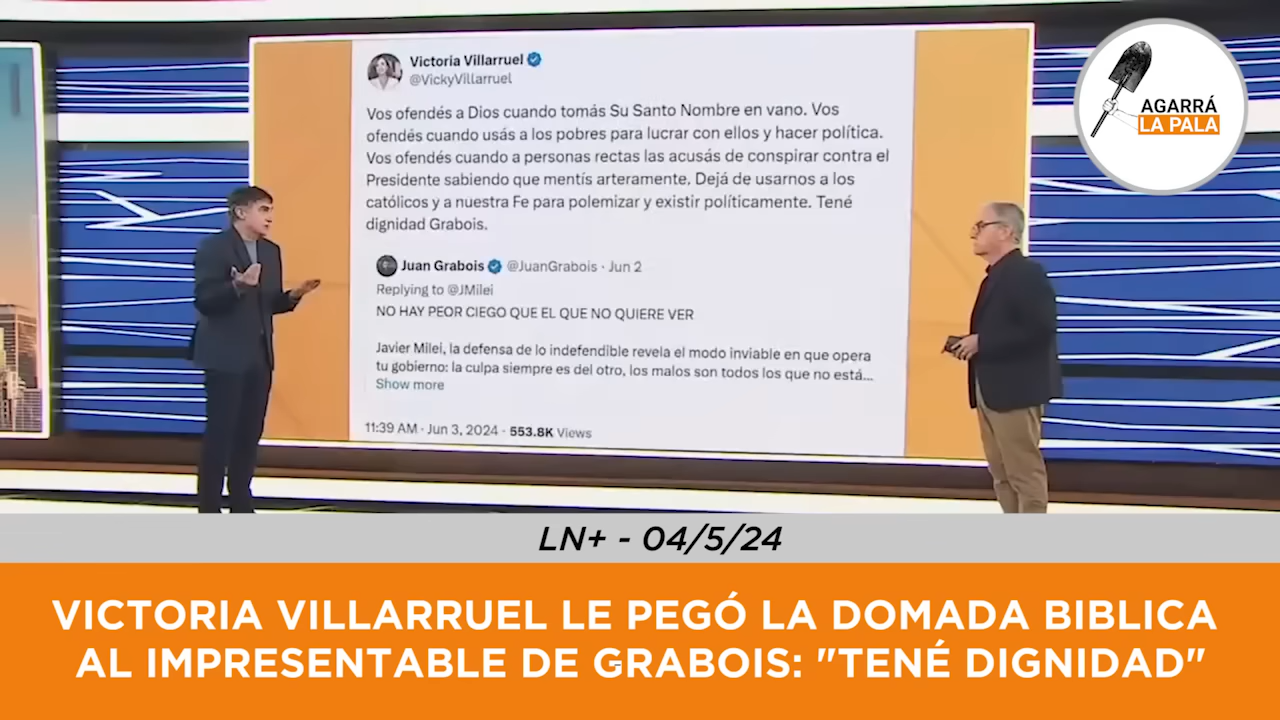 Victoria Villarruel
@VickyVillarruel
Vos ofendés a Dios cuando tomás Su Santo Nombre en vano. Vos
ofendés cuando usás a los pobres para lucrar con ellos y hacer política.
Vos ofendés cuando a personas rectas las acusás de conspirar contra el
Presidente sabiendo que mentís arteramente. Dejá de usarnos a los
católicos y a nuestra Fe para polemizar y existir políticamente. Tené
dignidad Grabois.
Juan Grabois @JuanGrabois · Jun 2
Replying to @JMilei
NO HAY PEOR CIEGO QUE EL QUE NO QUIERE VER
Javier Milei, la defensa de lo indefendible revela el modo inviable en que opera
tu gobierno: la culpa siempre es del otro, los malos son todos los que no está...
Show more
11:39 AM · Jun 3, 2024 · 553.8K Views
AGARRÁ
LA PALA
LN+ - 04/5/24
VICTORIA VILLARRUEL LE PEGÓ LA DOMADA BIBLICA
AL IMPRESENTABLE DE GRABOIS: "TENÉ DIGNIDAD"